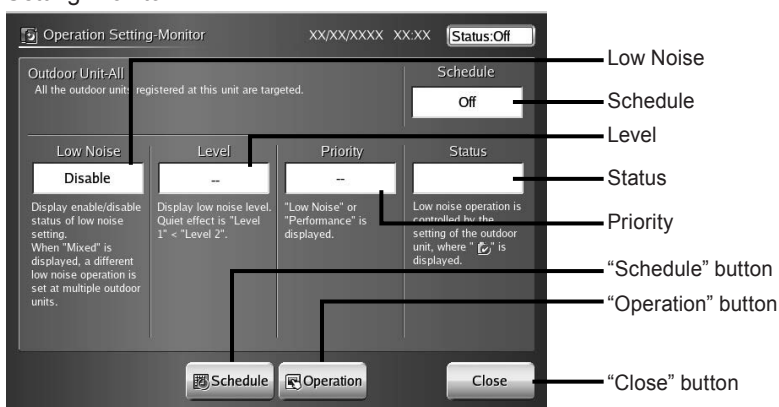 Operation Setting-Monitor XX/XX/XXXX XX:XX Status:Off
Low Noise
Outdoor Unit-All
All the outdoor units registered at this unit are targeted.
Schedule
Off
Schedule
Level
Low Noise
Disable
Display enable/disable
status of low noise
setting.
When "Mixed" is
displayed, a different
low noise operation is
set at multiple outdoor
units.
Level
--
Display low noise level.
Quiet effect is "Level
1" < "Level 2".
Priority
--
"Low Noise" or
"Performance" is
displayed.
Status
Low noise operation is
controlled by the
setting of the outdoor
unit, where " " is
displayed.
Status
Priority
“Schedule” button
“Operation” button
Schedule
Operation
Close
“Close” button